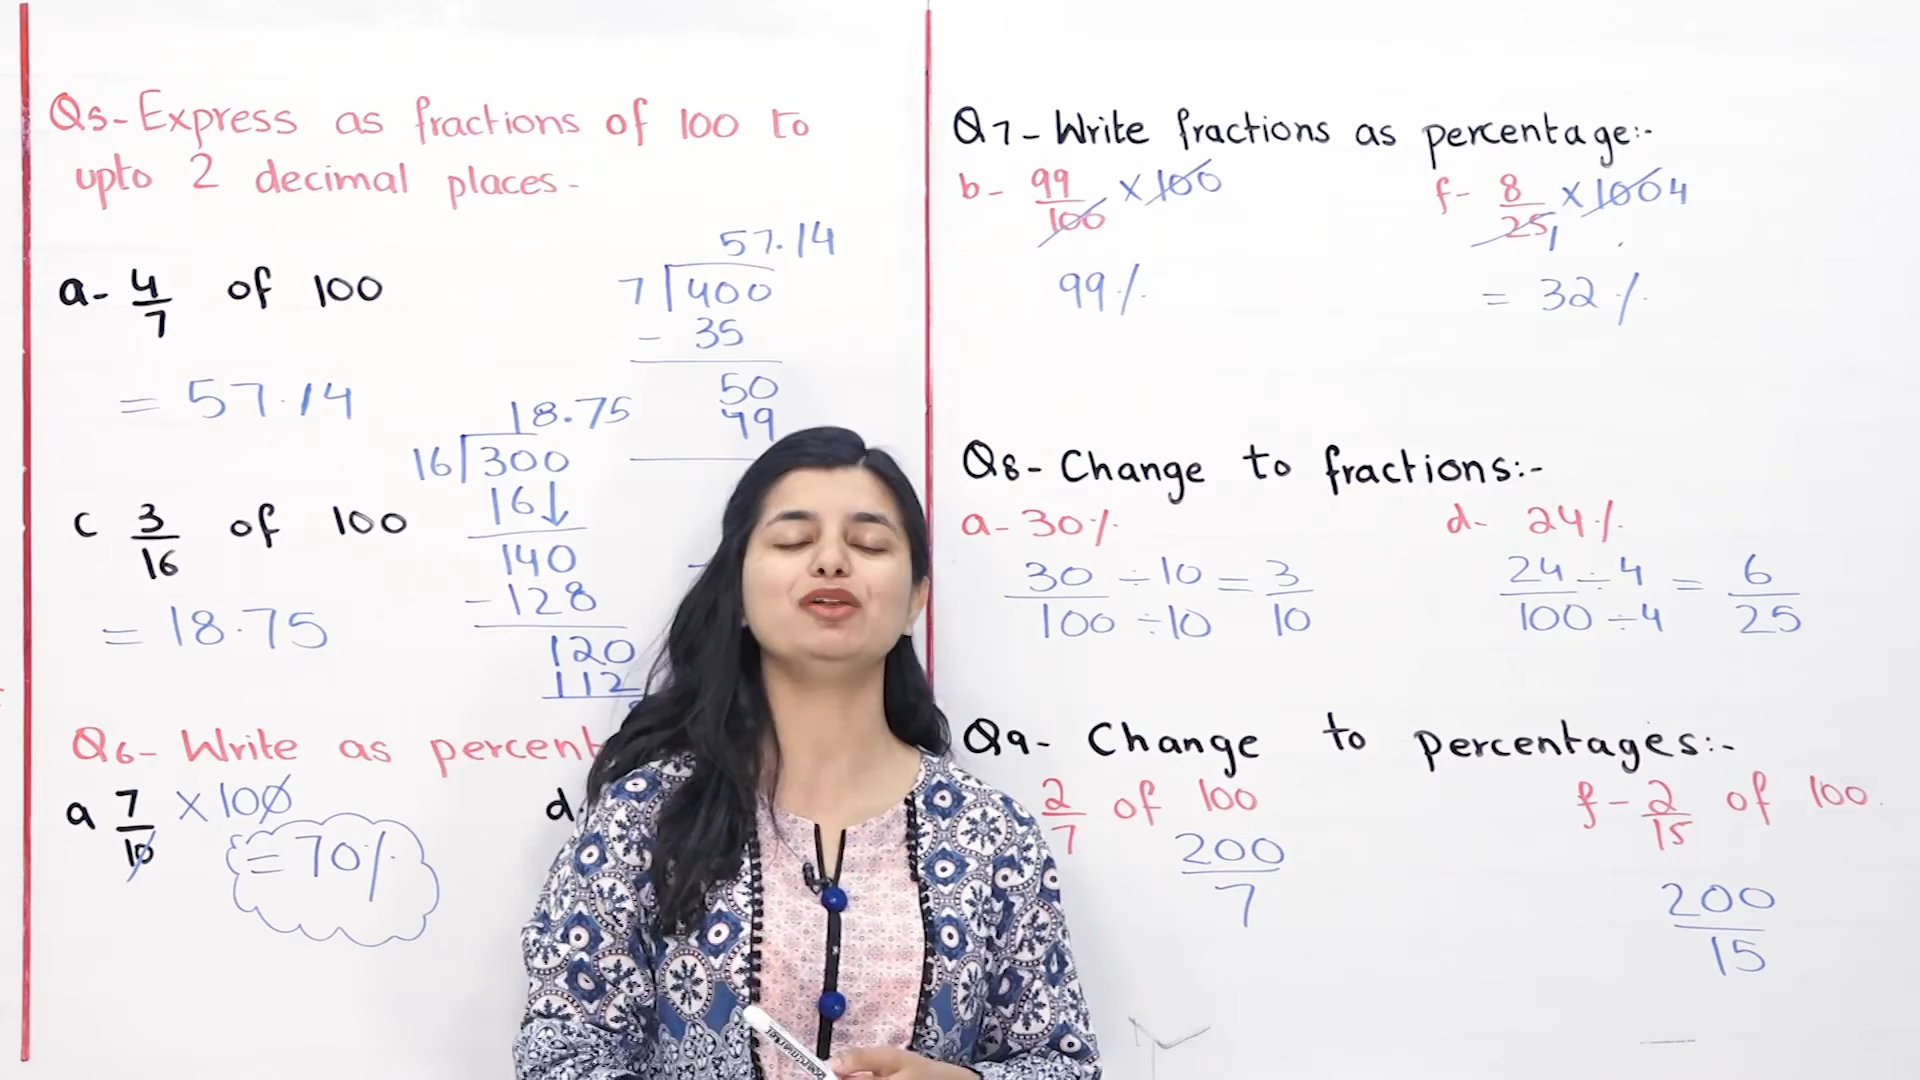 Q5- Express as fractions of 100 to
upto 2 decimal places-
a- 4/7 of 100
= 57.14
57.14
7 400
- 35
50
49
c 3/16 of 100
= 18.75
18.75
16 300
16↓
140
-128
120
112
Q6- Write as percent
a 7/10 × 100
= 70%
d.
Q7- Write fractions as percentage:-
b- 99/100 × 100
99%
f- 8/25 1 × 100 4
= 32%
Q8- Change to fractions:-
a- 30%
30 ÷ 10 = 3
100 ÷ 10 10
d- 24%
24 ÷ 4 = 6
100 ÷ 4 25
Q9- Change to percentages:-
2/7 of 100
200/7
f- 2/15 of 100
200/15